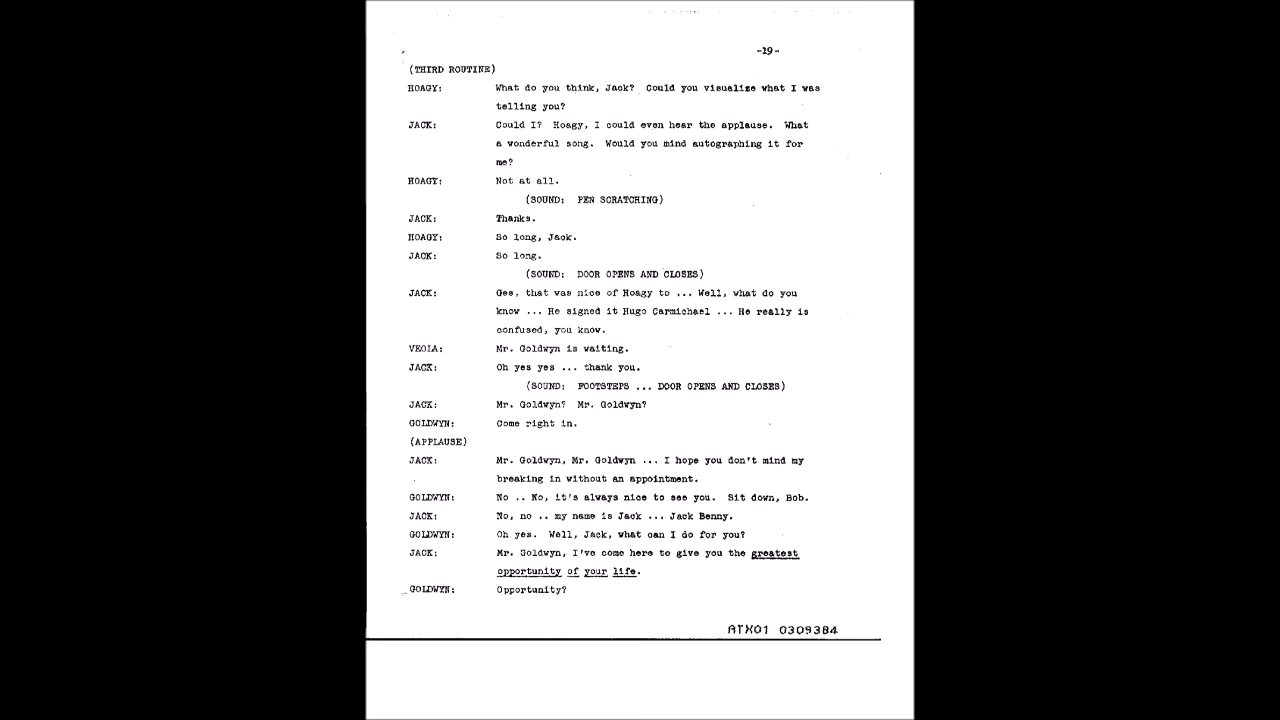 -19-
(THIRD ROUTINE)
HOAGY: What do you think, Jack? Could you visualize what I was
telling you?
JACK: Could I? Hoagy, I could even hear the applause. What
a wonderful song. Would you mind autographing it for
me?
HOAGY: Not at all.
(SOUND: PEN SCRATCHING)
JACK: Thanks.
HOAGY: So long, Jack.
JACK: So long.
(SOUND: DOOR OPENS AND CLOSES)
JACK: Gee, that was nice of Hoagy to ... Well, what do you
know ... He signed it Hugo Carmichael ... He really is
confused, you know.
VEOLA: Mr. Goldwyn is waiting.
JACK: Oh yes yes ... thank you.
(SOUND: FOOTSTEPS ... DOOR OPENS AND CLOSES)
JACK: Mr. Goldwyn? Mr. Goldwyn?
GOLDWYN: Come right in.
(APPLAUSE)
JACK: Mr. Goldwyn, Mr. Goldwyn ... I hope you don't mind my
breaking in without an appointment.
GOLDWYN: No .. No, it's always nice to see you. Sit down, Bob.
JACK: No, no .. my name is Jack ... Jack Benny.
GOLDWYN: Oh yes. Well, Jack, what can I do for you?
JACK: Mr. Goldwyn, I've come here to give you the greatest
opportunity of your life.
GOLDWYN: Opportunity?
ATX01 0309384